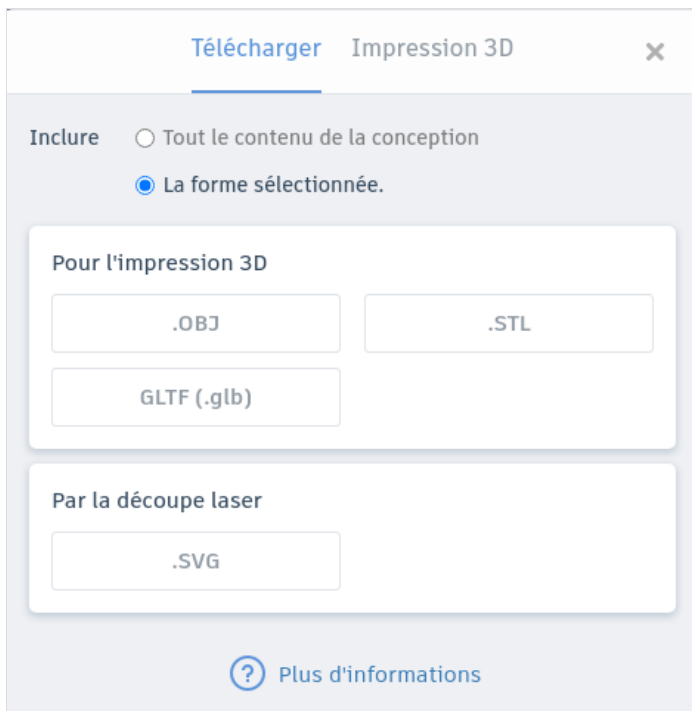 Télécharger Impression 3D ×
Inclure Tout le contenu de la conception
La forme sélectionnée.
Pour l'impression 3D
.OBJ .STL
GLTF (.glb)
Par la découpe laser
.SVG
? Plus d'informations